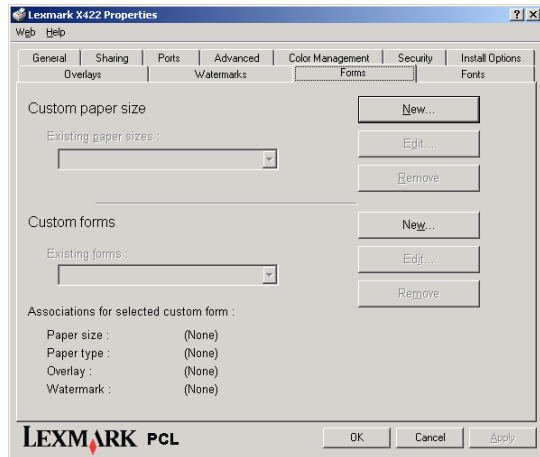 Lexmark X422 Properties
Web Help
General Sharing Ports Advanced Color Management Security Install Options
Overlays Watermarks Forms Fonts
Custom paper size
New...
Existing paper sizes :
Edit...
Remove
Custom forms
New...
Existing forms :
Edit...
Remove
Associations for selected custom form :
Paper size : (None)
Paper type : (None)
Overlay : (None)
Watermark : (None)
LEXMARK PCL
OK Cancel Apply